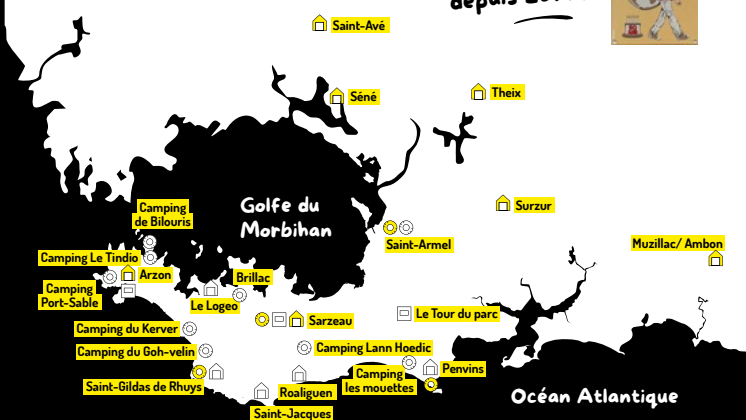 depuis
Saint-Avé
Séné
Theix
Golfe du
Morbihan
Camping
de Bilouris
Surzur
Saint-Armel
Muzillac/ Ambon
Camping Le Tindio
Arzon
Brillac
Camping
Port-Sable
Le Logeo
Sarzeau
Le Tour du parc
Camping du Kerver
Camping du Goh-velin
Camping Lann Hoedic
Saint-Gildas de Rhuys
Camping
les mouettes
Penvins
Roaliguen
Saint-Jacques
Océan Atlantique